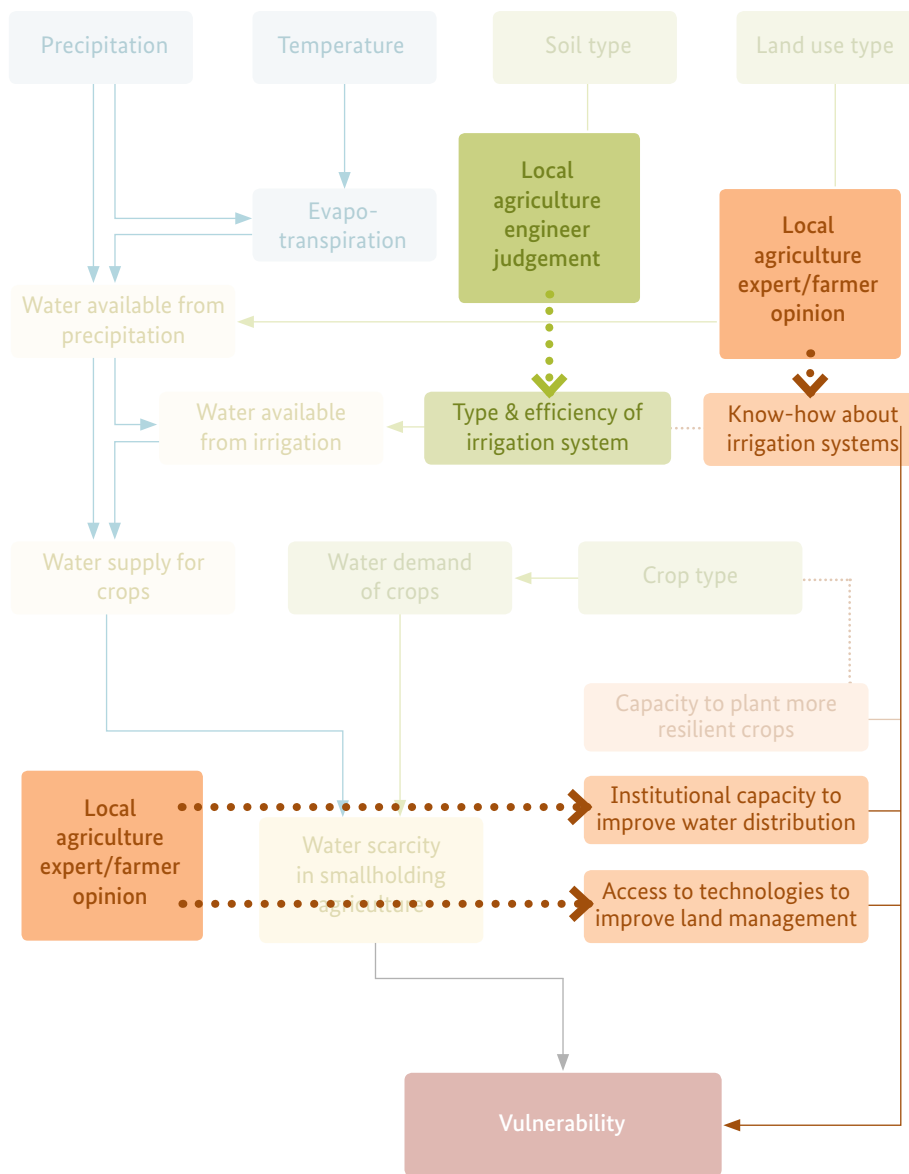 Precipitation
Temperature
Soil type
Land use type
Local
agriculture
engineer
judgement
Local
agriculture
expert/farmer
opinion
Evapo-
transpiration
Water available from
precipitation
Water available
from irrigation
Type & efficiency of
irrigation system
Know-how about
irrigation systems
Water supply for
crops
Water demand
of crops
Crop type
Capacity to plant more
resilient crops
Local
agriculture
expert/farmer
opinion
Institutional capacity to
improve water distribution
Water scarcity
in smallholding
agriculture
Access to technologies to
improve land management
Vulnerability